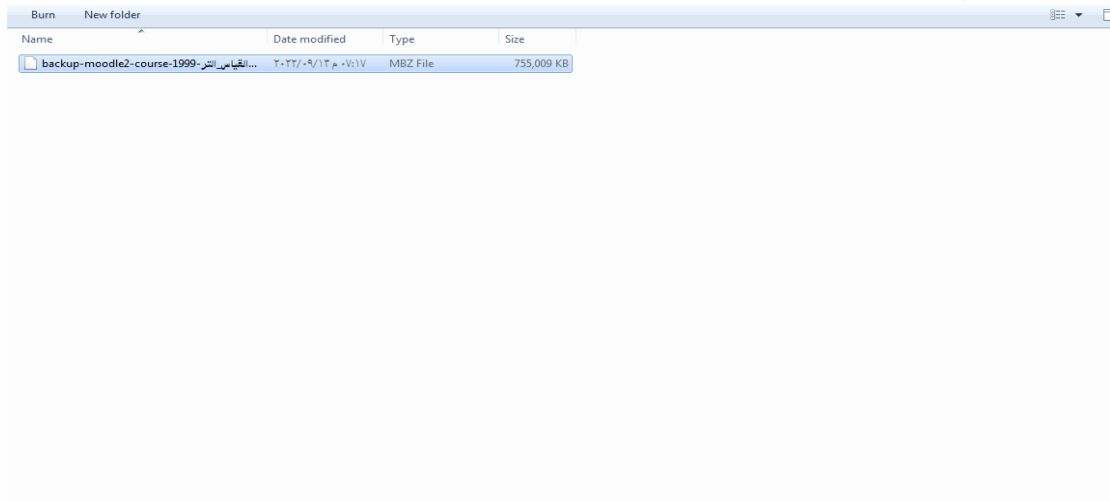 Burn New folder
Name Date modified Type Size
backup-moodle2-course-1999-القياس_التر... ٢٠٢٢/٠٩/١٣ ٠٧:١٧ م MBZ File 755,009 KB